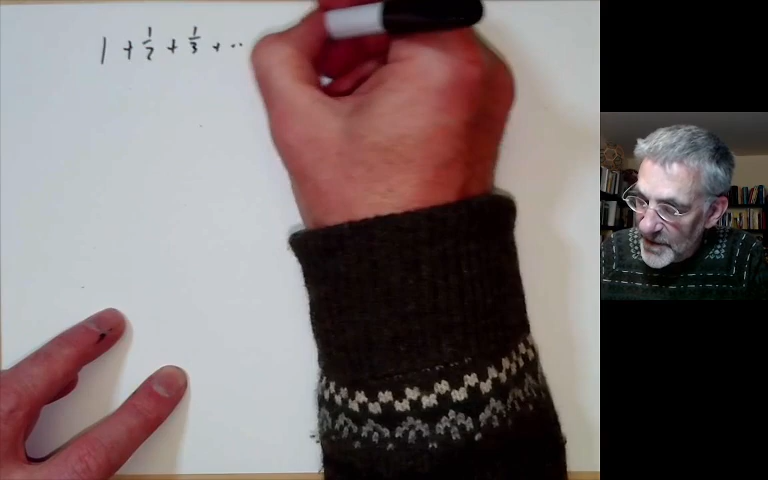 1 + 1/2 + 1/3 + ..